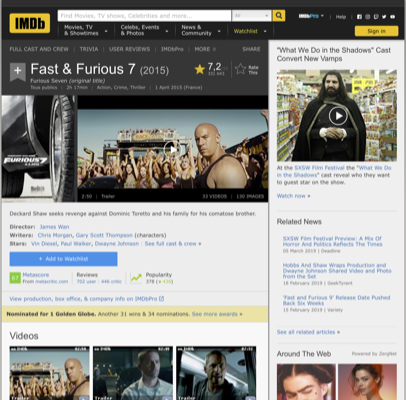 IMDb
Find Movies, TV shows, Celebrities and more...
All
IMDbPro
Help
Movies, TV & Showtimes
Celebs, Events & Photos
News & Community
Watchlist
Sign in
FULL CAST AND CREW | TRIVIA | USER REVIEWS | IMDbPro | MORE
SHARE
Fast & Furious 7 (2015)
Furious Seven (original title)
Tous publics | 2h 17min | Action, Crime, Thriller | 1 April 2015 (France)
7,2
Rate This
FURIOUS 7
2:50 | Trailer
33 VIDEOS | 130 IMAGES
Deckard Shaw seeks revenge against Dominic Toretto and his family for his comatose brother.
Director: James Wan
Writers: Chris Morgan, Gary Scott Thompson (characters)
Stars: Vin Diesel, Paul Walker, Dwayne Johnson | See full cast & crew »
+ Add to Watchlist
67
Metascore
From metacritic.com
Reviews
702 user | 446 critic
Popularity
View production, box office, & company info on IMDbPro
Nominated for 1 Golden Globe. Another 31 wins & 34 nominations. See more awards »
Videos
Trailer
Trailer
Trailer
"What We Do in the Shadows" Cast
Convert New Vamps
At the SXSW Film Festival the "What We Do
in the Shadows" cast reveal who they want
to guest star on the show.
Watch now »
Related News
SXSW Film Festival Preview: A Mix Of
Horror And Politics Reflects The Times
05 March 2019 | Deadline
Hobbs And Shaw Wraps Production and
Dwayne Johnson Shared Video and Photo
from the Set
18 February 2019 | GeekTyrant
'Fast and Furious 9' Release Date Pushed
Back Six Weeks
15 February 2019 | Variety
See all related articles »
Around The Web
Powered by ZergNet